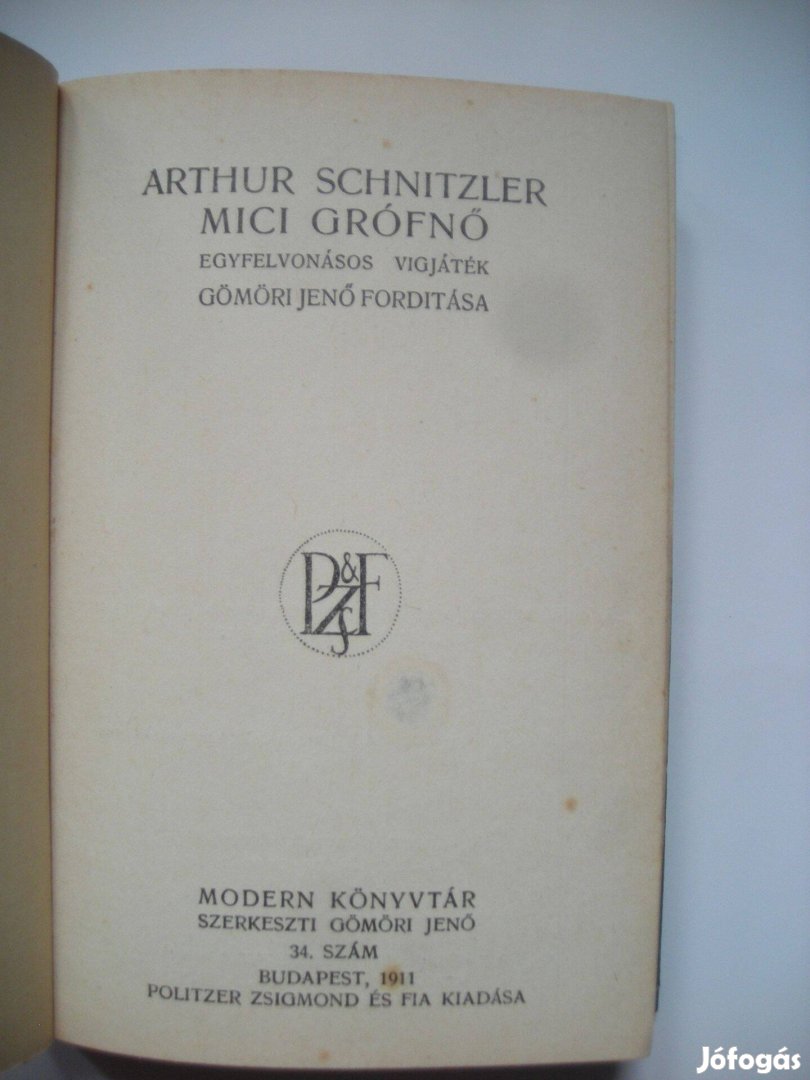 ARTHUR SCHNITZLER
MICI GRÓFNŐ
EGYFELVONÁSOS VIGJÁTÉK
GÖMÖRI JENŐ FORDITÁSA
P&F
ZS
MODERN KÖNYVTÁR
SZERKESZTI GÖMÖRI JENŐ
34. SZÁM
BUDAPEST, 1911
POLITZER ZSIGMOND ÉS FIA KIADÁSA
Jófogás